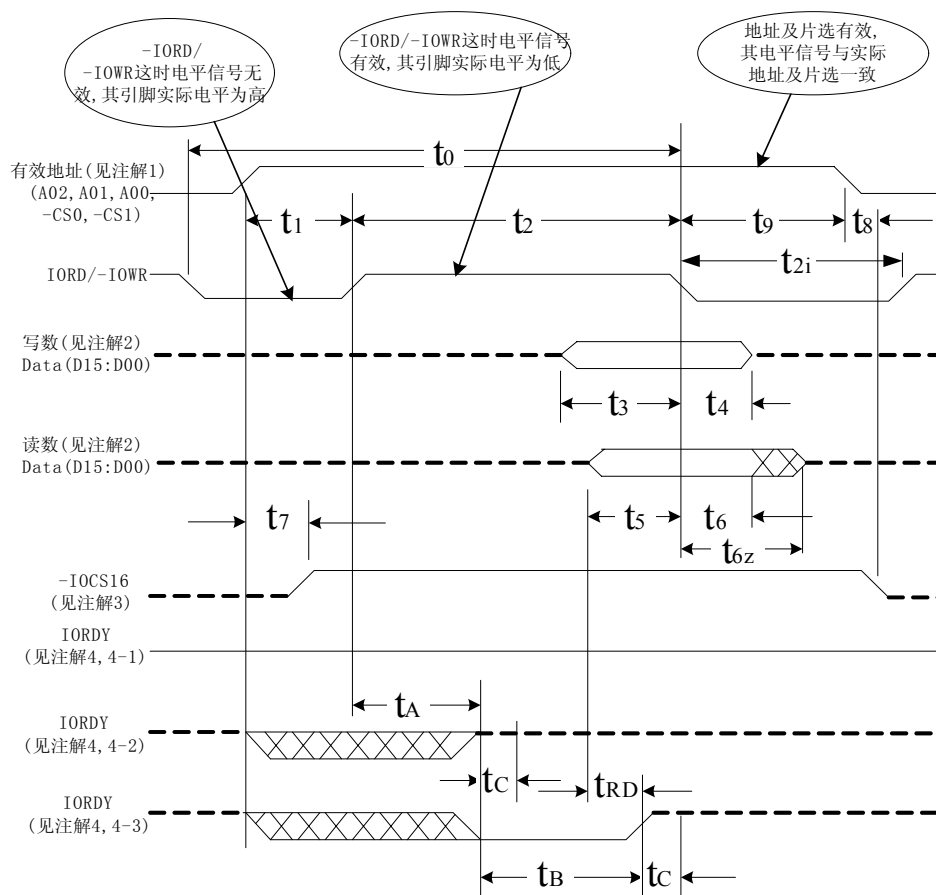 -IORD/
-IOWR这时电平信号无
效,其引脚实际电平为高
-IORD/-IOWR这时电平信号
有效,其引脚实际电平为低
地址及片选有效,
其电平信号与实际
地址及片选一致
t0
有效地址(见注解1)
(A02,A01,A00,
-CS0,-CS1)
t1
t2
t9
t8
IORD/-IOWR
t2i
写数(见注解2)
Data(D15:D00)
t3
t4
读数(见注解2)
Data(D15:D00)
t7
t5
t6
t6z
-IOCS16
(见注解3)
IORDY
(见注解4,4-1)
tA
IORDY
(见注解4,4-2)
tC
tRD
IORDY
(见注解4,4-3)
tB
tC